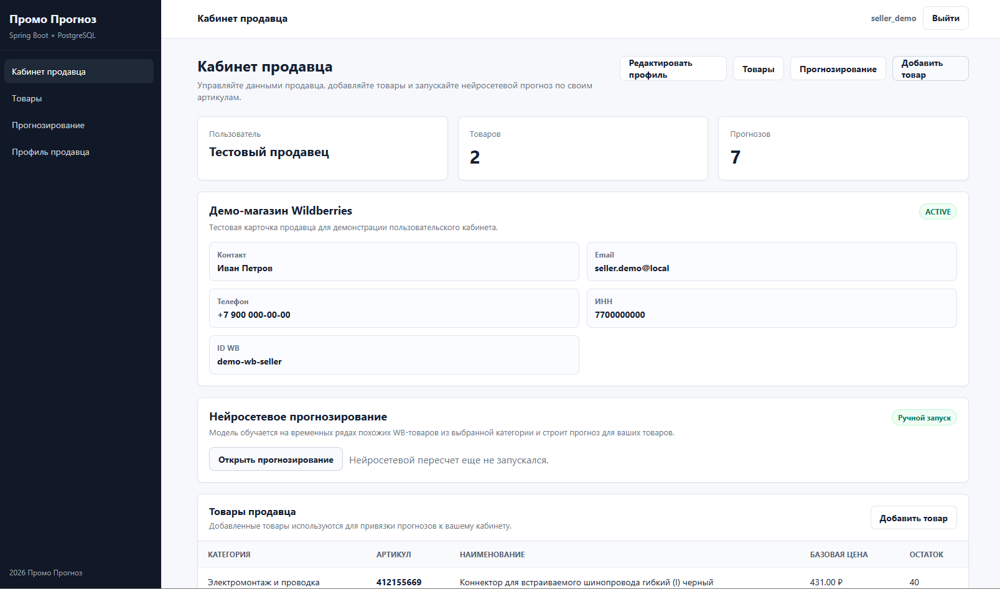 Промо Прогноз
Spring Boot + PostgreSQL
Кабинет продавца
Товары
Прогнозирование
Профиль продавца
2026 Промо Прогноз
Кабинет продавца
seller_demo
Выйти
Кабинет продавца
Управляйте данными продавца, добавляйте товары и запускайте нейросетевой прогноз по своим
артикулам.
Редактировать
профиль
Товары
Прогнозирование
Добавить
товар
Пользователь
Тестовый продавец
Товаров
2
Прогнозов
7
Демо-магазин Wildberries
ACTIVE
Тестовая карточка продавца для демонстрации пользовательского кабинета.
Контакт
Иван Петров
Email
seller.demo@local
Телефон
+7 900 000-00-00
ИНН
7700000000
ID WB
demo-wb-seller
Нейросетевое прогнозирование
Ручной запуск
Модель обучается на временных рядах похожих WB-товаров из выбранной категории и строит прогноз для ваших товаров.
Открыть прогнозирование
Нейросетевой пересчет еще не запускался.
Товары продавца
Добавленные товары используются для привязки прогнозов к вашему кабинету.
Добавить товар
КАТЕГОРИЯ АРТИКУЛ НАИМЕНОВАНИЕ БАЗОВАЯ ЦЕНА ОСТАТОК
Электромонтаж и проводка 412155669 Коннектор для встраиваемого шинопровода гибкий (I) черный 431.00 ₽ 40